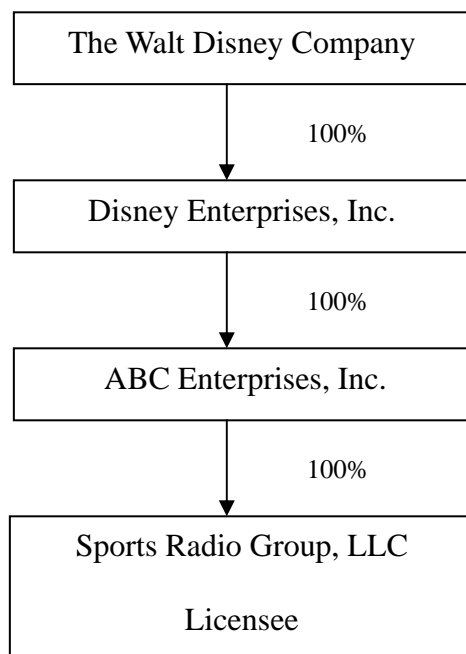 The Walt Disney Company
100%
Disney Enterprises, Inc.
100%
ABC Enterprises, Inc.
100%
Sports Radio Group, LLC
Licensee